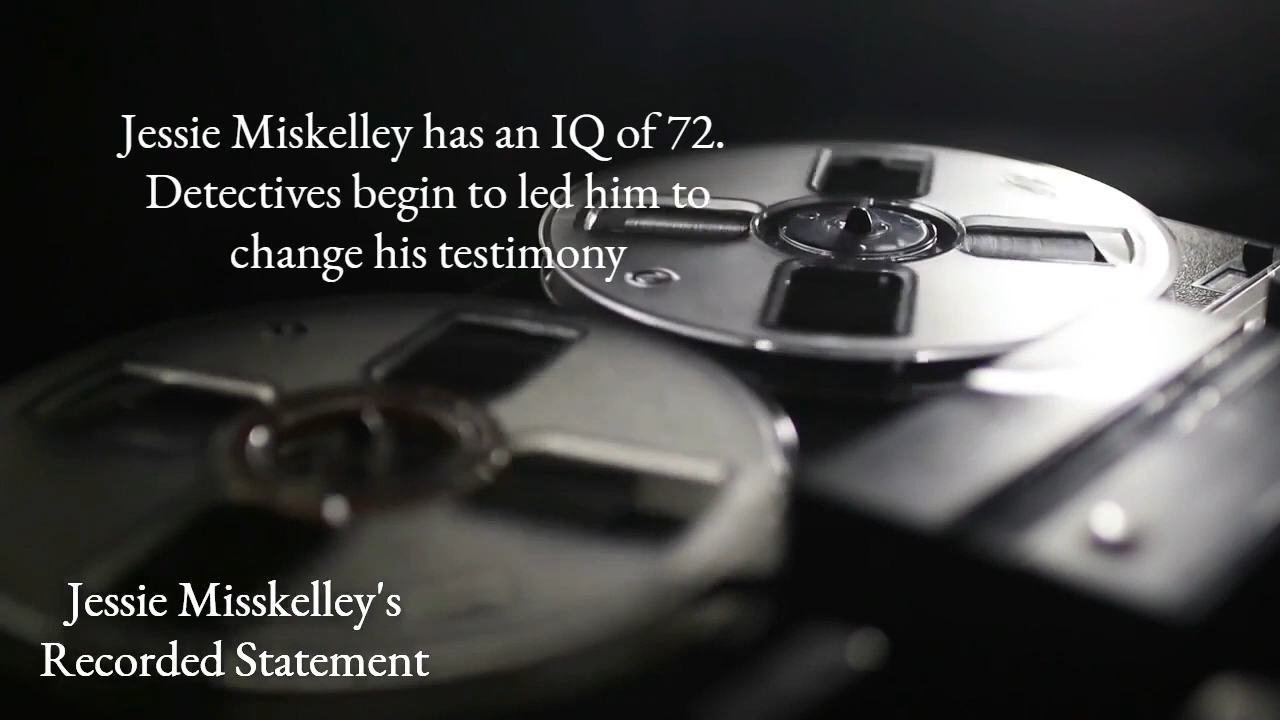 Jessie Miskelley has an IQ of 72.
Detectives begin to led him to
change his testimony
Jessie Misskelley's
Recorded Statement